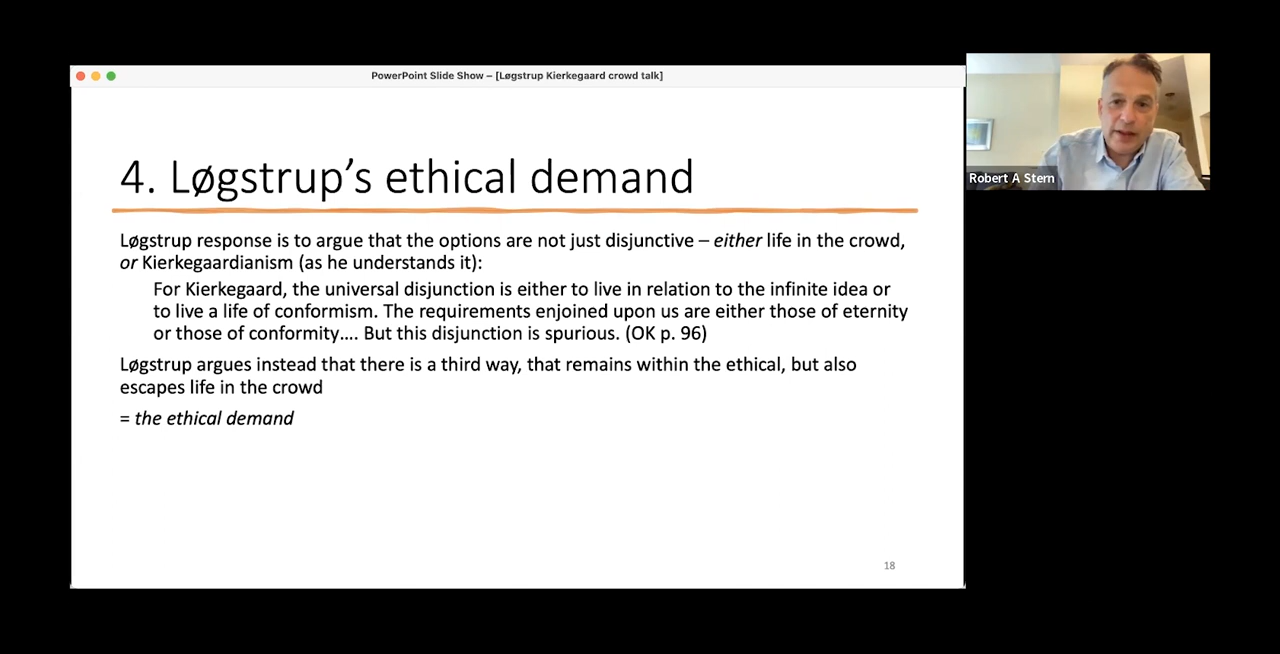 PowerPoint Slide Show – [Løgstrup Kierkegaard crowd talk]
4. Løgstrup’s ethical demand
Løgstrup response is to argue that the options are not just disjunctive – either life in the crowd,
or Kierkegaardianism (as he understands it):
For Kierkegaard, the universal disjunction is either to live in relation to the infinite idea or
to live a life of conformism. The requirements enjoined upon us are either those of eternity
or those of conformity…. But this disjunction is spurious. (OK p. 96)
Løgstrup argues instead that there is a third way, that remains within the ethical, but also
escapes life in the crowd
= the ethical demand
18
Robert A Stern